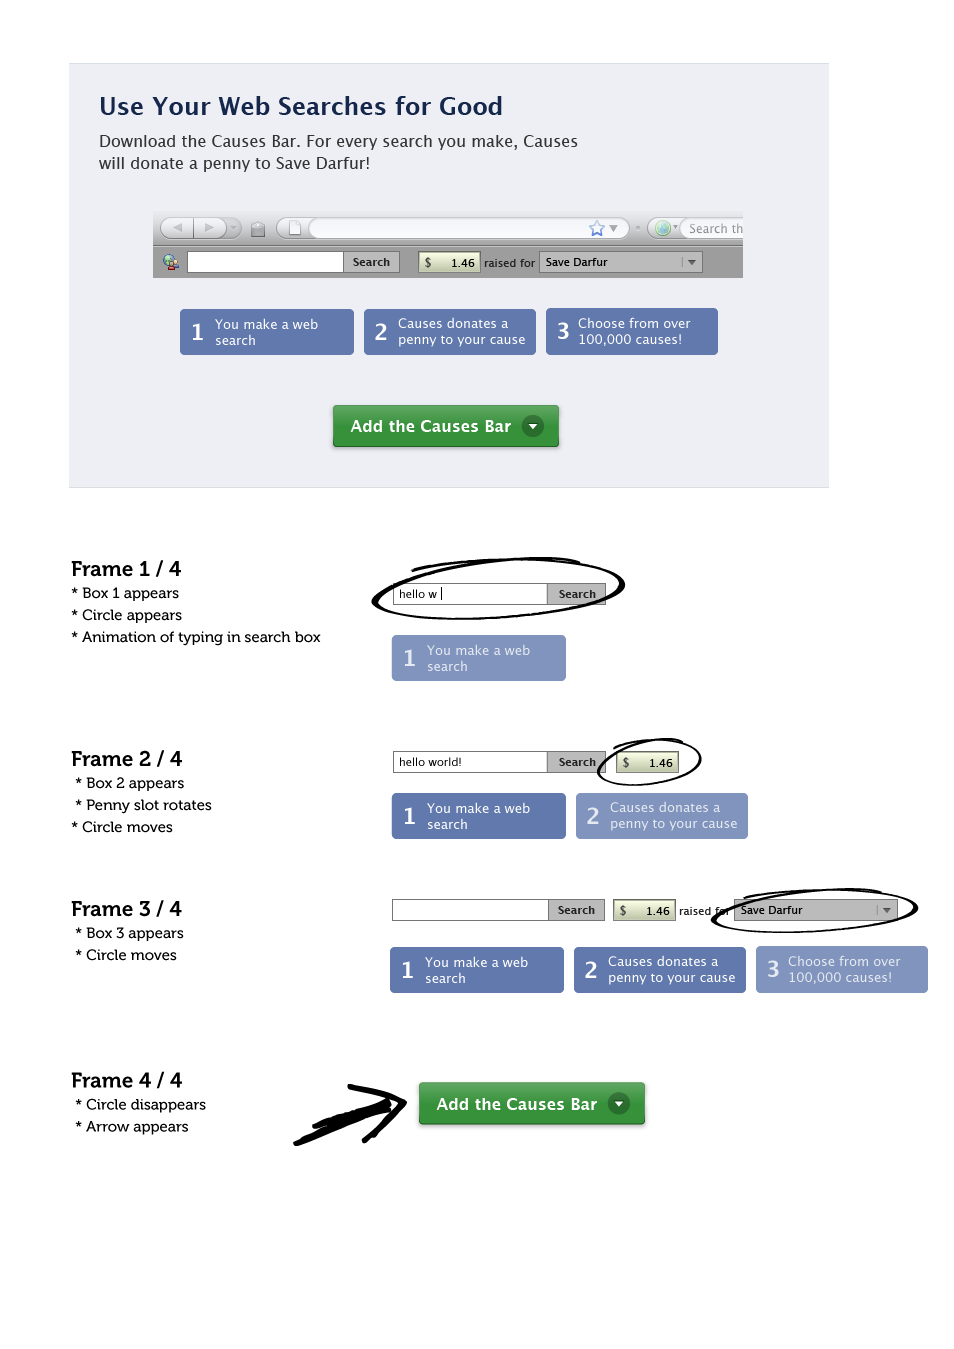 Use Your Web Searches for Good
Download the Causes Bar. For every search you make, Causes
will donate a penny to Save Darfur!
Search th
Search $ 1.46 raised for Save Darfur
1 You make a web
search
2 Causes donates a
penny to your cause
3 Choose from over
100,000 causes!
Add the Causes Bar
Frame 1 / 4
* Box 1 appears
* Circle appears
* Animation of typing in search box
hello w Search
1 You make a web
search
Frame 2 / 4
* Box 2 appears
* Penny slot rotates
* Circle moves
hello world! Search $ 1.46
1 You make a web
search
2 Causes donates a
penny to your cause
Frame 3 / 4
* Box 3 appears
* Circle moves
Search $ 1.46 raised for Save Darfur
1 You make a web
search
2 Causes donates a
penny to your cause
3 Choose from over
100,000 causes!
Frame 4 / 4
* Circle disappears
* Arrow appears
Add the Causes Bar